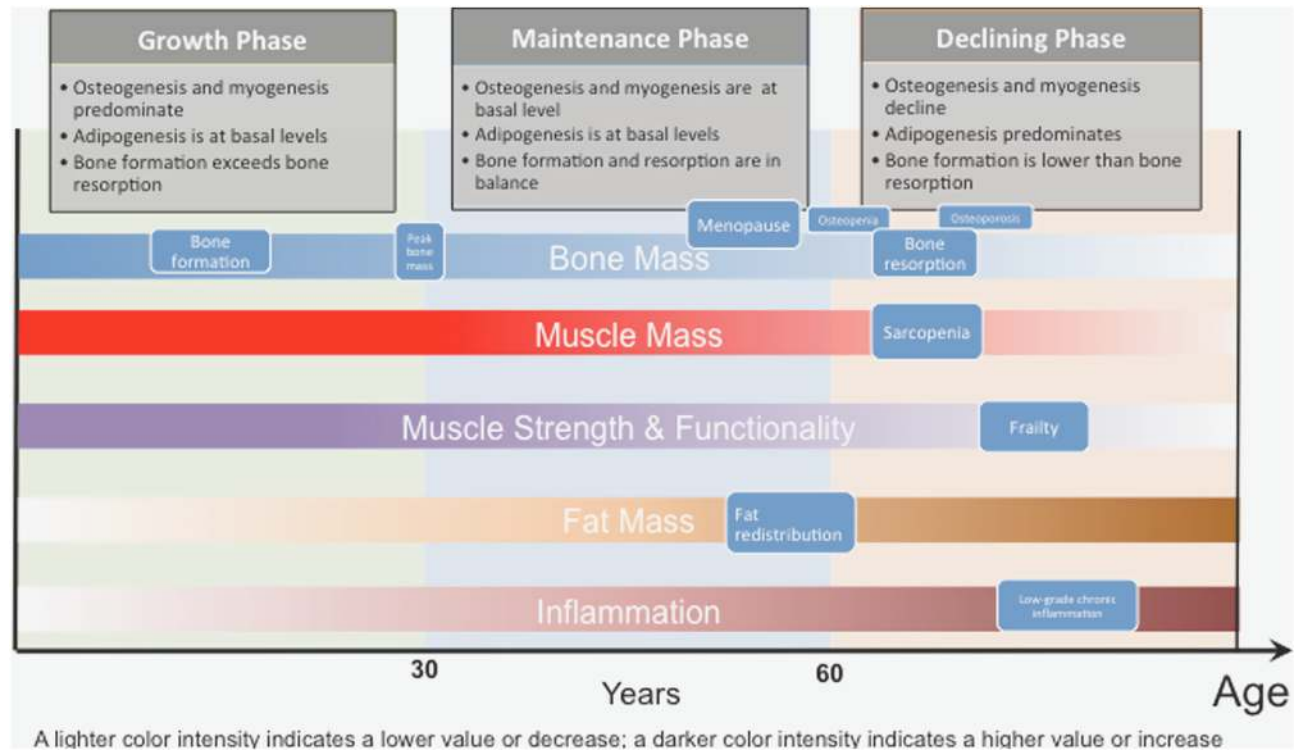 Growth Phase
• Osteogenesis and myogenesis
predominate
• Adipogenesis is at basal levels
• Bone formation exceeds bone
resorption
Maintenance Phase
• Osteogenesis and myogenesis are at
basal level
• Adipogenesis is at basal levels
• Bone formation and resorption are in
balance
Declining Phase
• Osteogenesis and myogenesis
decline
• Adipogenesis predominates
• Bone formation is lower than bone
resorption
Menopause
Osteopenia
Osteoporosis
Bone
formation
Peak
bone
mass
Bone Mass
Bone
resorption
Muscle Mass
Sarcopenia
Muscle Strength & Functionality
Frailty
Fat Mass
Fat
redistribution
Inflammation
Low-grade chronic
inflammation
30
60
Years
Age
A lighter color intensity indicates a lower value or decrease; a darker color intensity indicates a higher value or increase